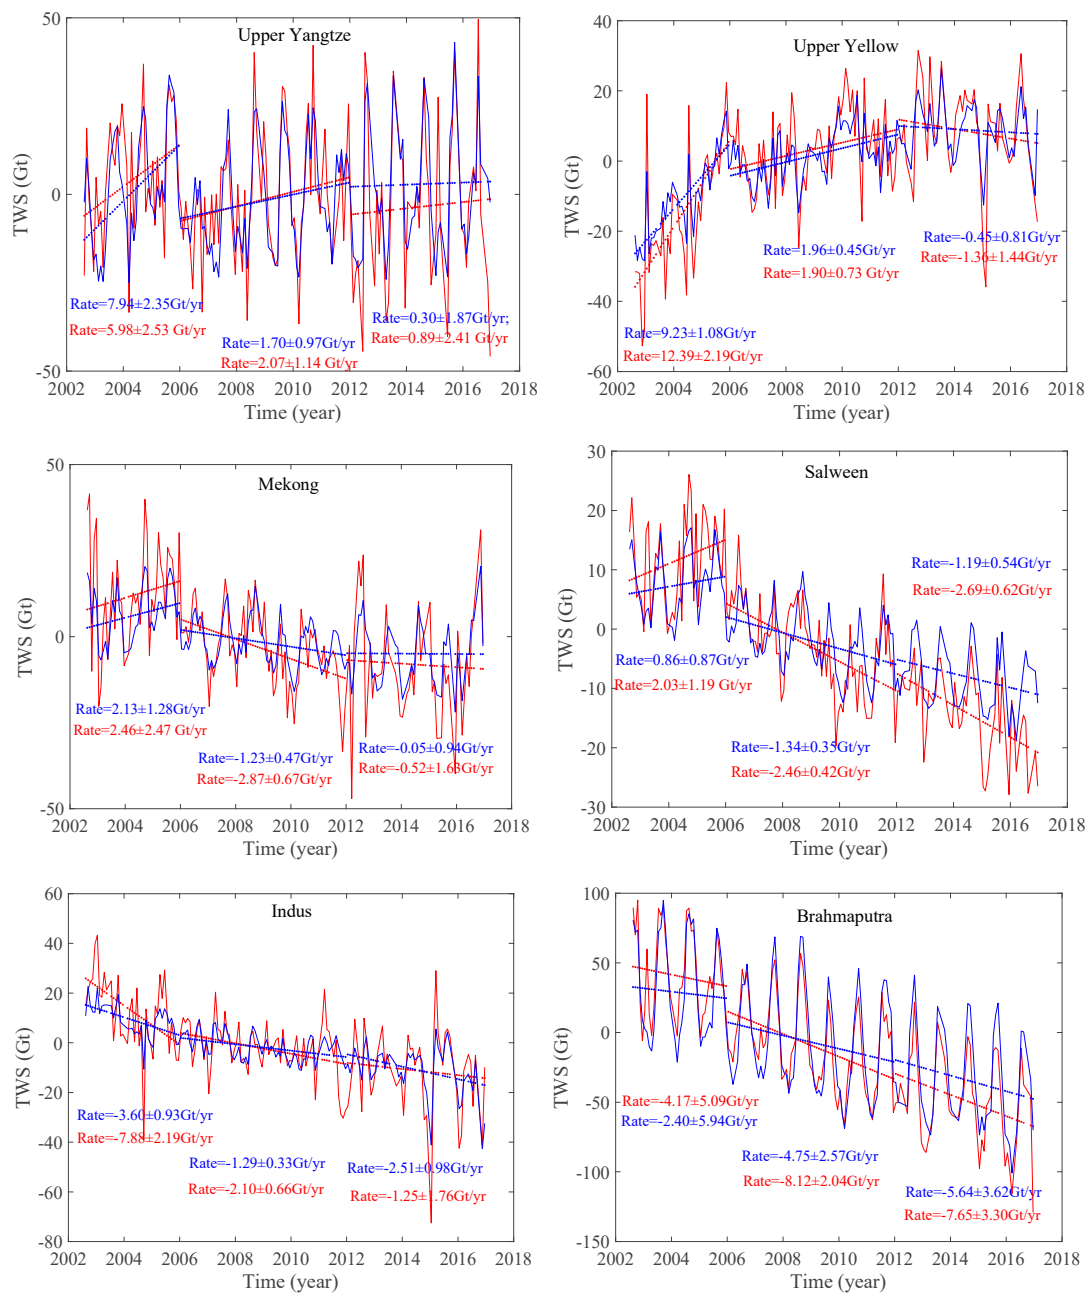 Upper Yangtze
TWS (Gt)
50
0
-50
Rate=7.94±2.35Gt/yr
Rate=5.98±2.53 Gt/yr
Rate=1.70±0.97Gt/yr
Rate=2.07±1.14 Gt/yr
Rate=0.30±1.87Gt/yr;
Rate=0.89±2.41 Gt/yr
2002 2004 2006 2008 2010 2012 2014 2016 2018
Time (year)
Upper Yellow
TWS (Gt)
40
20
0
-20
-40
-60
Rate=9.23±1.08Gt/yr
Rate=12.39±2.19Gt/yr
Rate=1.96±0.45Gt/yr
Rate=1.90±0.73 Gt/yr
Rate=-0.45±0.81Gt/yr
Rate=-1.36±1.44Gt/yr
2002 2004 2006 2008 2010 2012 2014 2016 2018
Time (year)
Mekong
TWS (Gt)
50
0
-50
Rate=2.13±1.28Gt/yr
Rate=2.46±2.47 Gt/yr
Rate=-1.23±0.47Gt/yr
Rate=-2.87±0.67Gt/yr
Rate=-0.05±0.94Gt/yr
Rate=-0.52±1.63Gt/yr
2002 2004 2006 2008 2010 2012 2014 2016 2018
Time (year)
Salween
TWS (Gt)
30
20
10
0
-10
-20
-30
Rate=0.86±0.87Gt/yr
Rate=2.03±1.19 Gt/yr
Rate=-1.34±0.35Gt/yr
Rate=-2.46±0.42Gt/yr
Rate=-1.19±0.54Gt/yr
Rate=-2.69±0.62Gt/yr
2002 2004 2006 2008 2010 2012 2014 2016 2018
Time (year)
Indus
TWS (Gt)
60
40
20
0
-20
-40
-60
-80
Rate=-3.60±0.93Gt/yr
Rate=-7.88±2.19Gt/yr
Rate=-1.29±0.33Gt/yr
Rate=-2.10±0.66Gt/yr
Rate=-2.51±0.98Gt/yr
Rate=-1.25±1.76Gt/yr
2002 2004 2006 2008 2010 2012 2014 2016 2018
Time (year)
Brahmaputra
TWS (Gt)
100
50
0
-50
-100
-150
Rate=-4.17±5.09Gt/yr
Rate=-2.40±5.94Gt/yr
Rate=-4.75±2.57Gt/yr
Rate=-8.12±2.04Gt/yr
Rate=-5.64±3.62Gt/yr
Rate=-7.65±3.30Gt/yr
2002 2004 2006 2008 2010 2012 2014 2016 2018
Time (year)